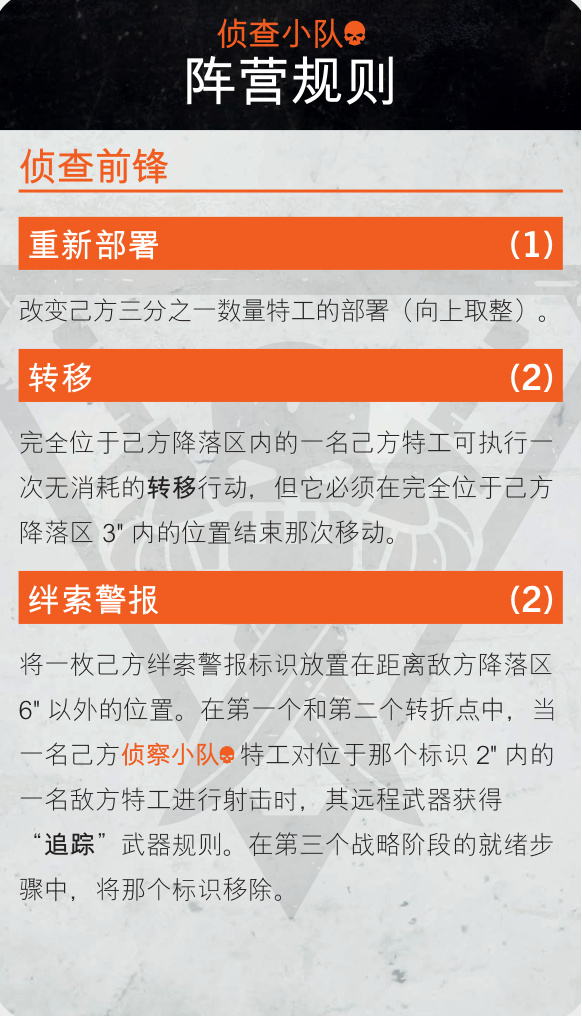 侦查小队
阵营规则
侦查前锋
重新部署 (1)
改变己方三分之一数量特工的部署（向上取整）。
转移 (2)
完全位于己方降落区内的一名己方特工可执行一
次无消耗的转移行动，但它必须在完全位于己方
降落区 3" 内的位置结束那次移动。
绊索警报 (2)
将一枚己方绊索警报标识放置在距离敌方降落区
6" 以外的位置。在第一个和第二个转折点中，当
一名己方侦察小队特工对位于那个标识 2" 内的
一名敌方特工进行射击时，其远程武器获得
“追踪”武器规则。在第三个战略阶段的就绪步
骤中，将那个标识移除。